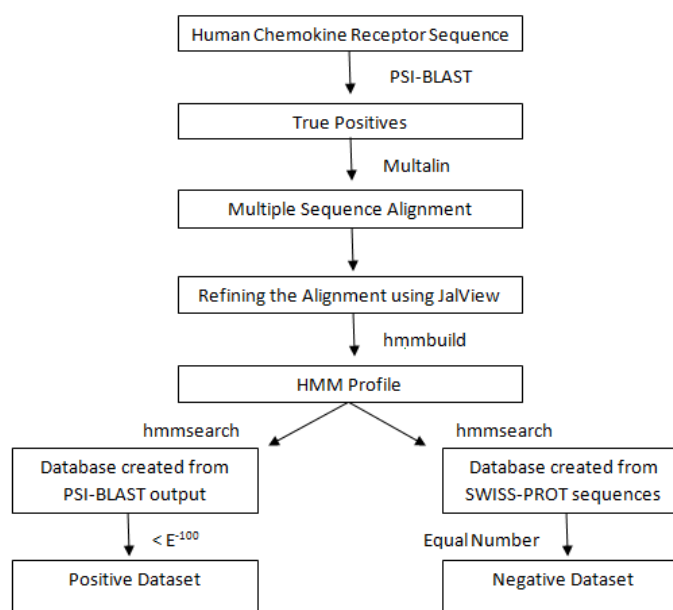 Human Chemokine Receptor Sequence
PSI-BLAST
True Positives
Multalin
Multiple Sequence Alignment
Refining the Alignment using JalView
hmmbuild
HMM Profile
hmmsearch
hmmsearch
Database created from
PSI-BLAST output
Database created from
SWISS-PROT sequences
< E-100
Equal Number
Positive Dataset
Negative Dataset